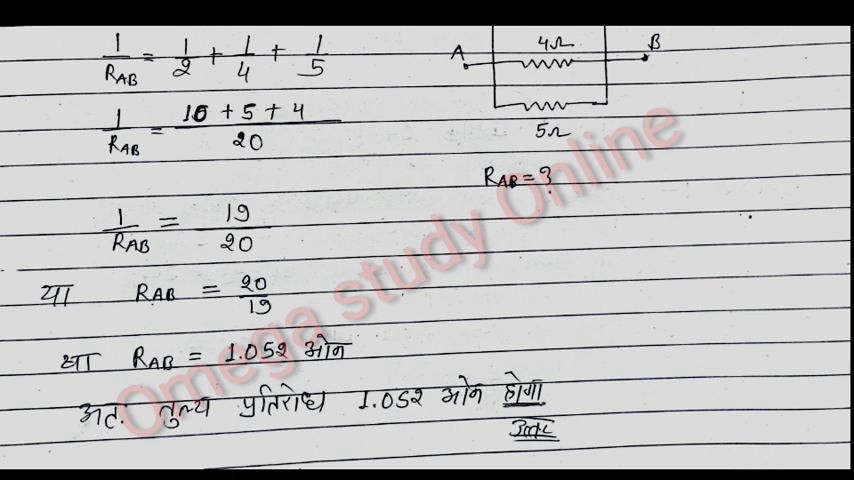 1/R_AB = 1/2 + 1/4 + 1/5
4Ω
A B
1/R_AB = 10 + 5 + 4 / 20
5Ω
R_AB = ?
1/R_AB = 19/20
या R_AB = 20/19
या R_AB = 1.052 ओम
अतः तुल्य प्रतिरोध 1.052 ओम होगा
उत्तर
Omega study Online